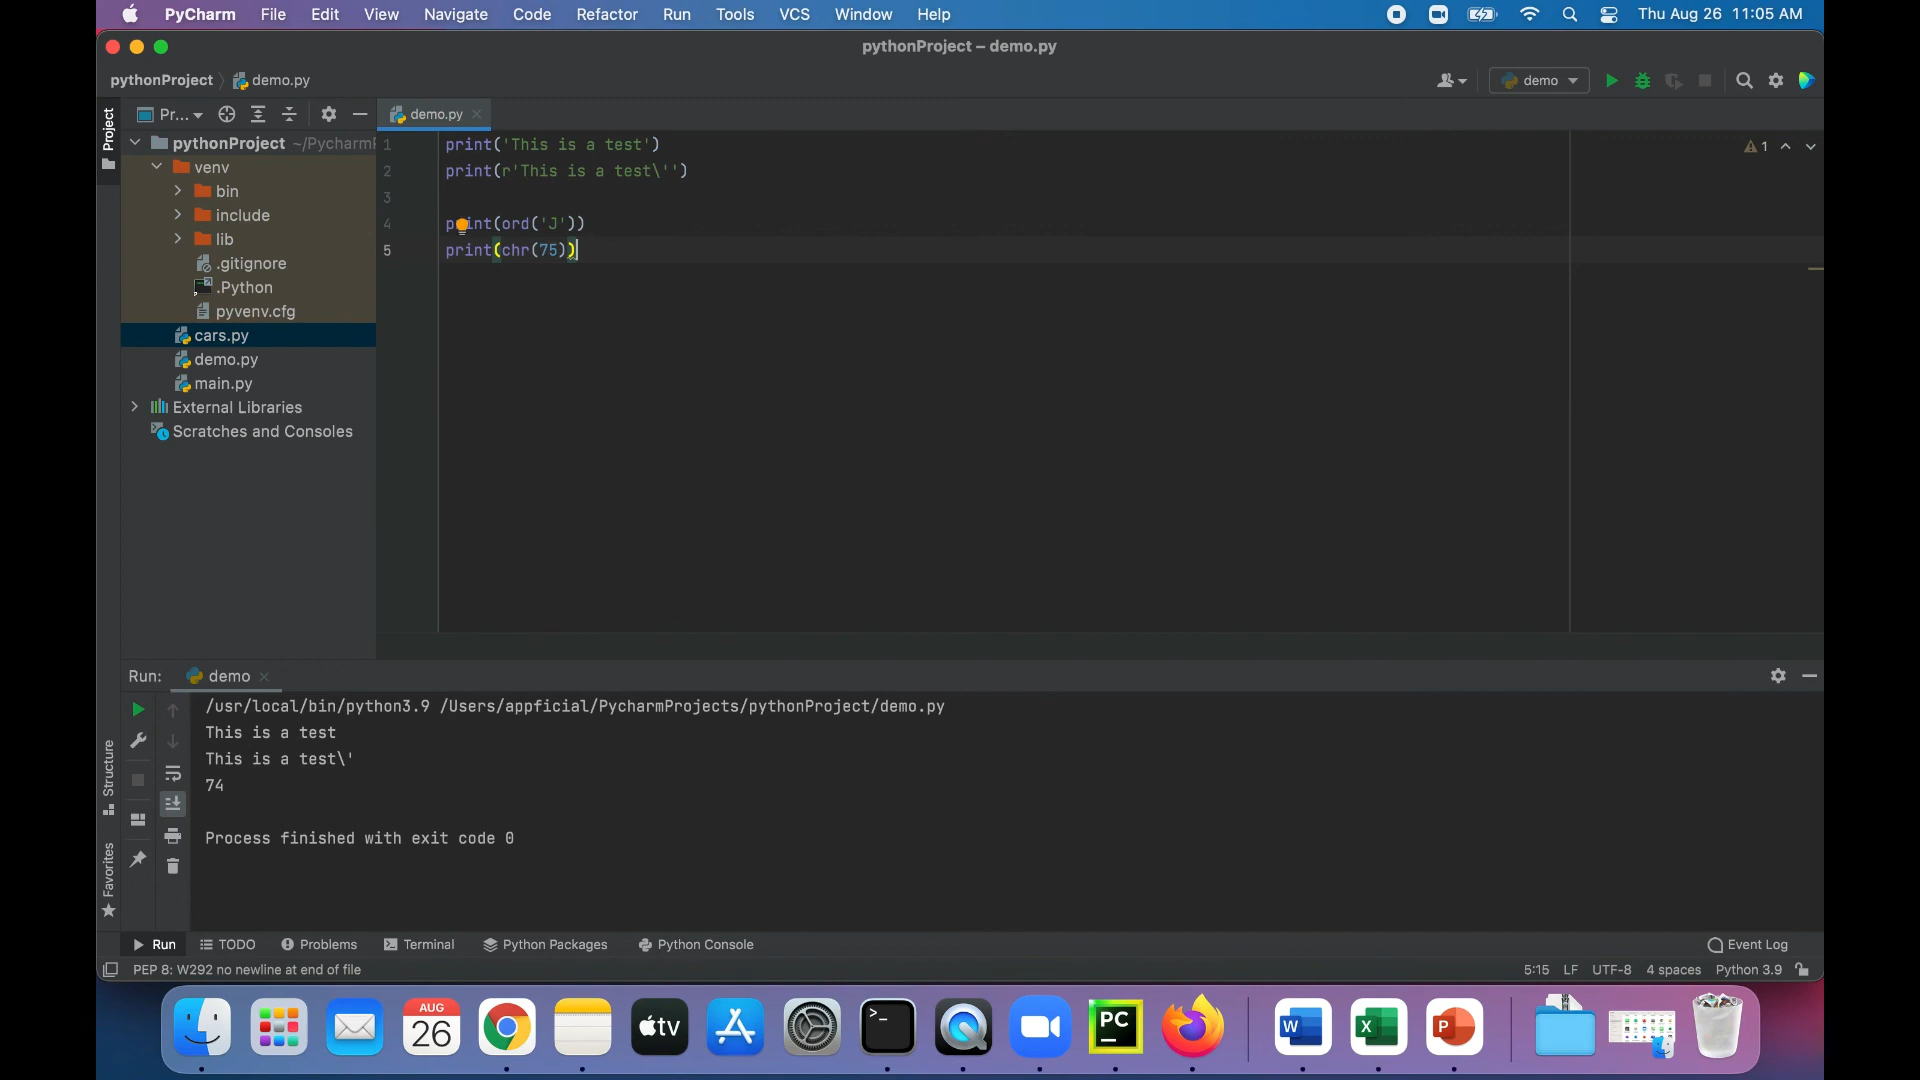 PyCharm File Edit View Navigate Code Refactor Run Tools VCS Window Help Thu Aug 26 11:05 AM
pythonProject – demo.py
pythonProject demo.py demo
Pr... demo.py
Project
pythonProject ~/Pycharm
venv
bin
include
lib
.gitignore
.Python
pyvenv.cfg
cars.py
demo.py
main.py
External Libraries
Scratches and Consoles
1 print('This is a test') 1
2 print(r'This is a test\'')
3
4 print(ord('J'))
5 print(chr(75))
Run: demo
/usr/local/bin/python3.9 /Users/appficial/PycharmProjects/pythonProject/demo.py
This is a test
This is a test\'
74
Process finished with exit code 0
Structure
Favorites
Run TODO Problems Terminal Python Packages Python Console Event Log
PEP 8: W292 no newline at end of file 5:15 LF UTF-8 4 spaces Python 3.9
AUG
26
tv
>_
PC
W
X
P